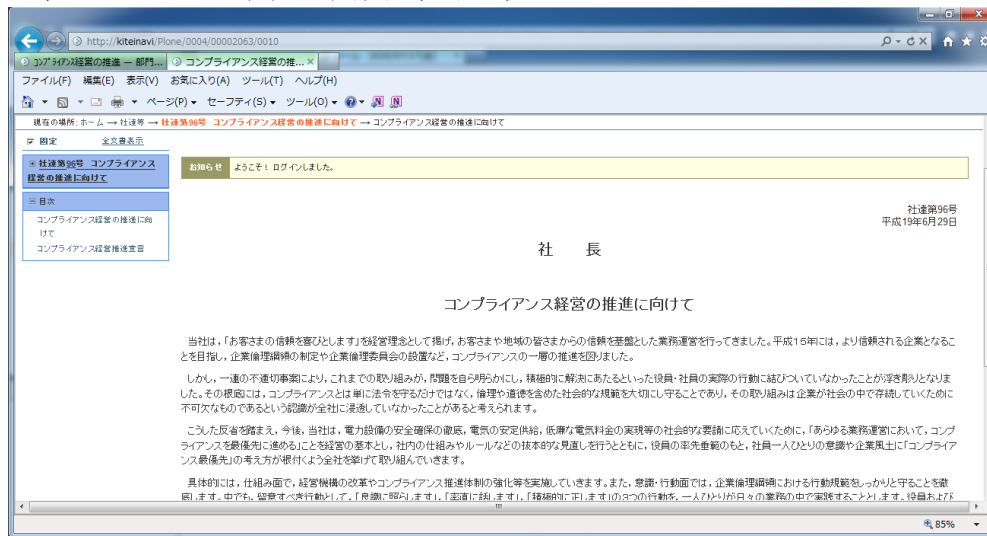 http://kiteinavi/Plone/0004/00002063/0010
コンプライアンス経営の推進 — 部門...
コンプライアンス経営の推... ×
ファイル(F) 編集(E) 表示(V) お気に入り(A) ツール(T) ヘルプ(H)
ページ(P) セーフティ(S) ツール(O)
現在の場所: ホーム → 社達等 → 社達第96号 コンプライアンス経営の推進に向けて → コンプライアンス経営の推進に向けて
固定 全文書表示
社達第96号 コンプライアンス
経営の推進に向けて
目次
コンプライアンス経営の推進に向
けて
コンプライアンス経営推進宣言
お知らせ ようこそ! ログインしました。
社達第96号
平成19年6月29日
社 長
コンプライアンス経営の推進に向けて
当社は,「お客さまの信頼を喜びとします」を経営理念として掲げ,お客さまや地域の皆さまからの信頼を基盤とした業務運営を行ってきました。平成15年には,より信頼される企業となるこ
とを目指し,企業倫理綱領の制定や企業倫理委員会の設置など,コンプライアンスの一層の推進を図りました。
しかし,一連の不適切事案により,これまでの取り組みが,問題を自ら明らかにし,積極的に解決にあたるといった役員・社員の実際の行動に結びついていなかったことが浮き彫りとなりま
した。その根底には,コンプライアンスとは単に法令を守るだけではなく,倫理や道徳を含めた社会的な規範を大切にし守ることであり,その取り組みは企業が社会の中で存続していくために
不可欠なものであるという認識が全社に浸透していなかったことがあると考えられます。
こうした反省を踏まえ,今後,当社は,電力設備の安全確保の徹底,電気の安定供給,低廉な電気料金の実現等の社会的な要請に応えていくために,「あらゆる業務運営において,コンプ
ライアンスを最優先に進める」ことを経営の基本とし,社内の仕組みやルールなどの抜本的な見直しを行うとともに,役員の率先垂範のもと,社員一人ひとりの意識や企業風土に「コンプライア
ンス最優先」の考え方が根付くよう全社を挙げて取り組んでいきます。
具体的には,仕組み面で,経営機構の改革やコンプライアンス推進体制の強化等を実施していきます。また,意識・行動面では,企業倫理綱領における行動規範をしっかりと守ることを徹
底します。中でも,留意すべき行動として,「良識に照らします」,「率直に話します」,「積極的に正します」の3つの行動を,一人ひとりが日々の業務の中で実践することとします。役員および
85%